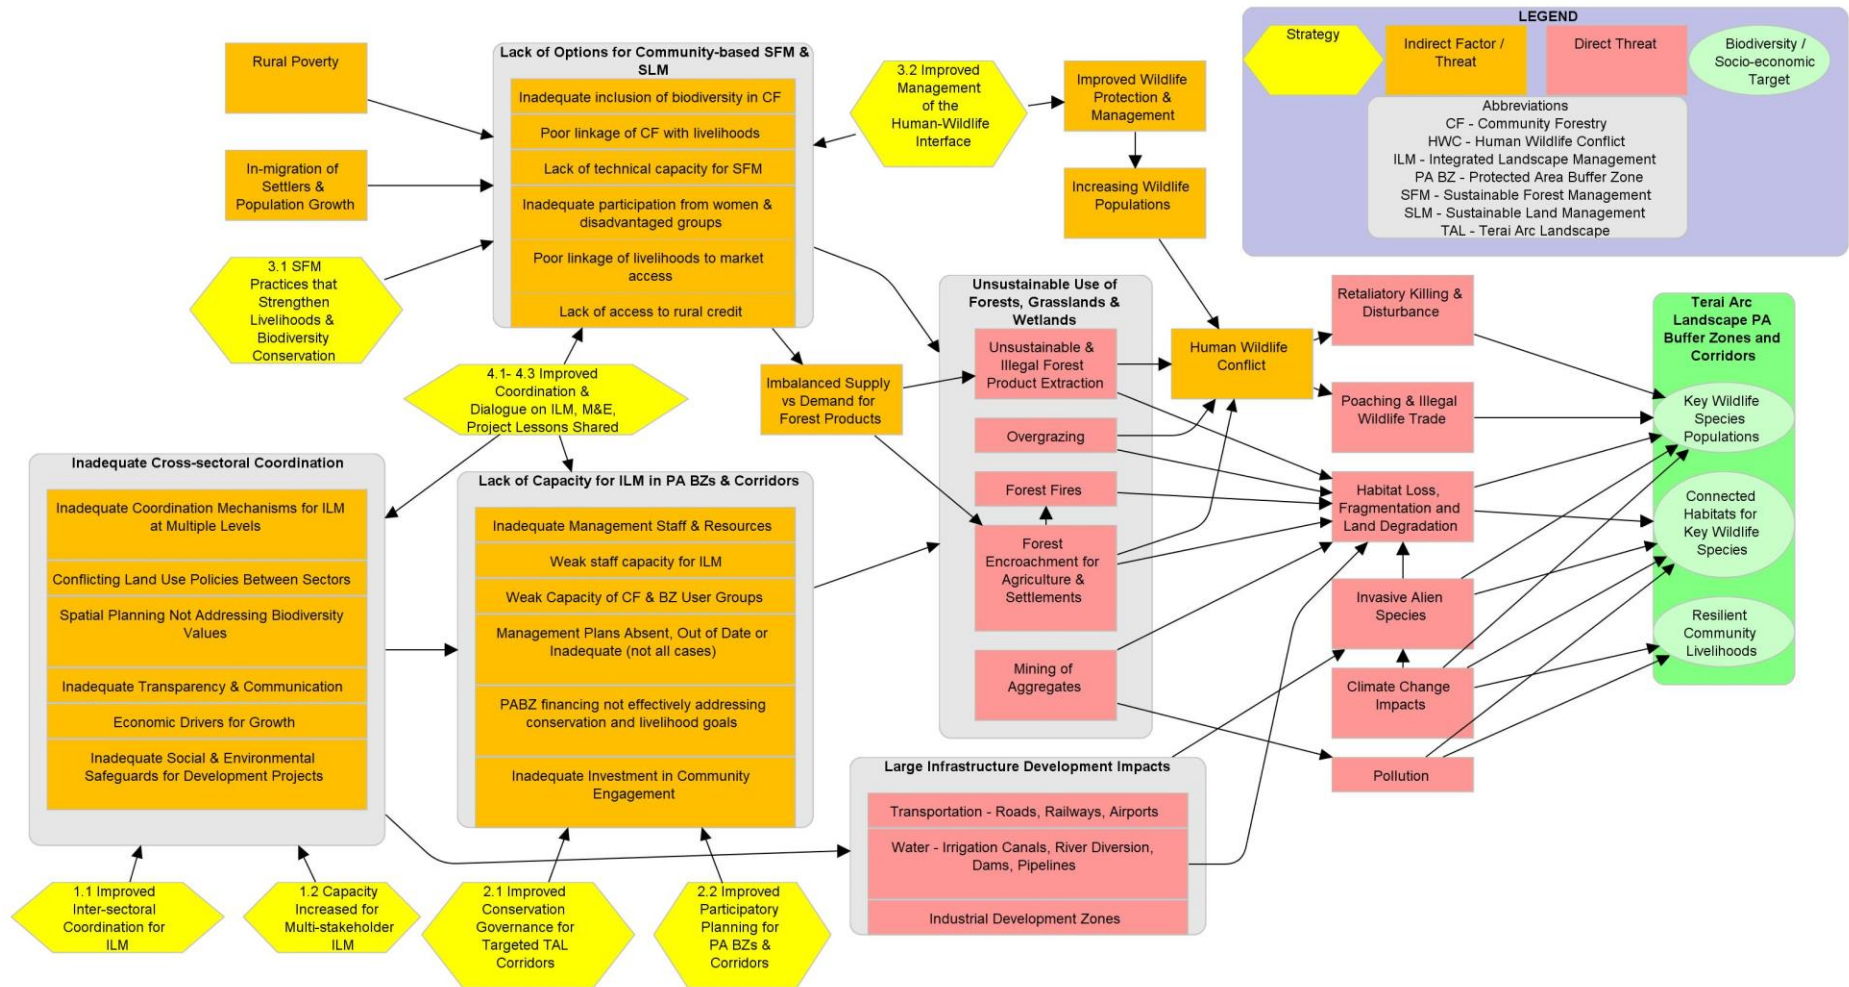 LEGEND
Strategy
Indirect Factor /
Threat
Direct Threat
Biodiversity /
Socio-economic
Target
Abbreviations
CF - Community Forestry
HWC - Human Wildlife Conflict
ILM - Integrated Landscape Management
PA BZ - Protected Area Buffer Zone
SFM - Sustainable Forest Management
SLM - Sustainable Land Management
TAL - Terai Arc Landscape
Rural Poverty
In-migration of
Settlers &
Population Growth
3.1 SFM
Practices that
Strengthen
Livelihoods &
Biodiversity
Conservation
Lack of Options for Community-based SFM &
SLM
Inadequate inclusion of biodiversity in CF
Poor linkage of CF with livelihoods
Lack of technical capacity for SFM
Inadequate participation from women &
disadvantaged groups
Poor linkage of livelihoods to market
access
Lack of access to rural credit
3.2 Improved
Management
of the
Human-Wildlife
Interface
Improved Wildlife
Protection &
Management
Increasing Wildlife
Populations
4.1- 4.3 Improved
Coordination &
Dialogue on ILM, M&E,
Project Lessons Shared
Imbalanced Supply
vs Demand for
Forest Products
Unsustainable Use of
Forests, Grasslands &
Wetlands
Unsustainable &
Illegal Forest
Product Extraction
Overgrazing
Forest Fires
Forest
Encroachment for
Agriculture &
Settlements
Mining of
Aggregates
Human Wildlife
Conflict
Retaliatory Killing &
Disturbance
Poaching & Illegal
Wildlife Trade
Habitat Loss,
Fragmentation and
Land Degradation
Invasive Alien
Species
Climate Change
Impacts
Pollution
Terai Arc
Landscape PA
Buffer Zones and
Corridors
Key Wildlife
Species
Populations
Connected
Habitats for
Key Wildlife
Species
Resilient
Community
Livelihoods
Inadequate Cross-sectoral Coordination
Inadequate Coordination Mechanisms for ILM
at Multiple Levels
Conflicting Land Use Policies Between Sectors
Spatial Planning Not Addressing Biodiversity
Values
Inadequate Transparency & Communication
Economic Drivers for Growth
Inadequate Social & Environmental
Safeguards for Development Projects
Lack of Capacity for ILM in PA BZs & Corridors
Inadequate Management Staff & Resources
Weak staff capacity for ILM
Weak Capacity of CF & BZ User Groups
Management Plans Absent, Out of Date or
Inadequate (not all cases)
PABZ financing not effectively addressing
conservation and livelihood goals
Inadequate Investment in Community
Engagement
Large Infrastructure Development Impacts
Transportation - Roads, Railways, Airports
Water - Irrigation Canals, River Diversion,
Dams, Pipelines
Industrial Development Zones
1.1 Improved
Inter-sectoral
Coordination for
ILM
1.2 Capacity
Increased for
Multi-stakeholder
ILM
2.1 Improved
Conservation
Governance for
Targeted TAL
Corridors
2.2 Improved
Participatory
Planning for
PA BZs &
Corridors